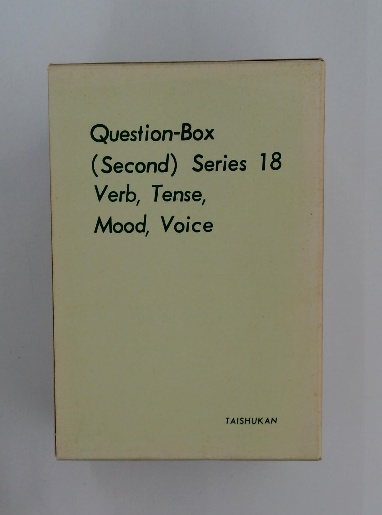 Question-Box
(Second) Series 18
Verb, Tense,
Mood, Voice
TAISHUKAN